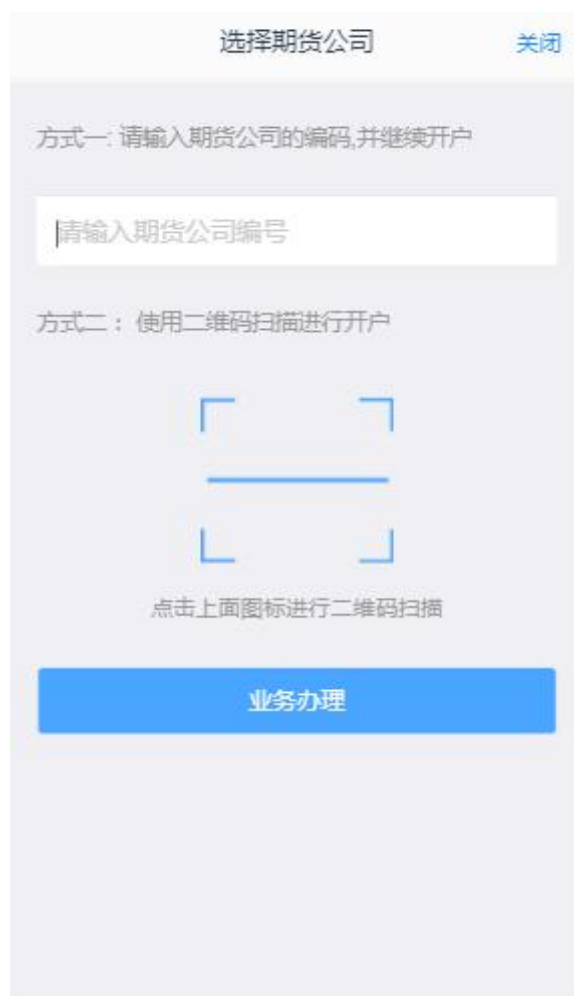 选择期货公司
关闭
方式一: 请输入期货公司的编码,并继续开户
请输入期货公司编号
方式二：使用二维码扫描进行开户
点击上面图标进行二维码扫描
业务办理